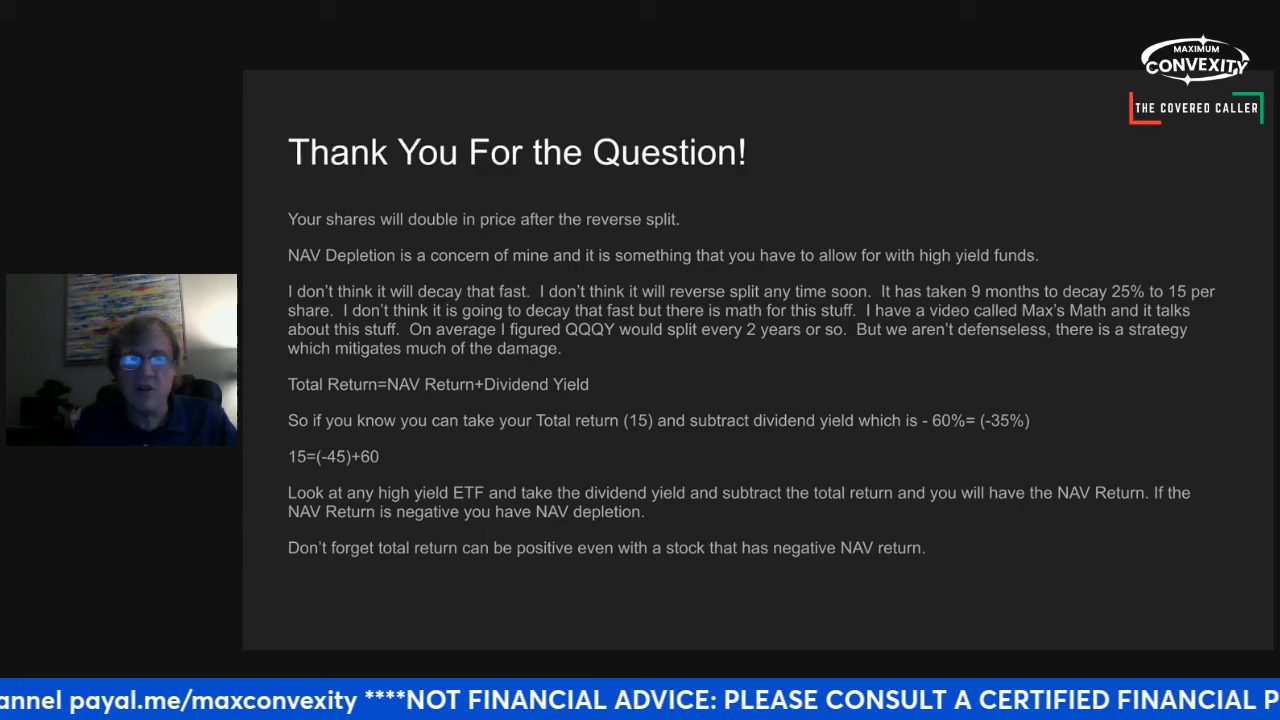 MAXIMUM
CONVEXITY
THE COVERED CALLER
Thank You For the Question!
Your shares will double in price after the reverse split.
NAV Depletion is a concern of mine and it is something that you have to allow for with high yield funds.
I don't think it will decay that fast.  I don't think it will reverse split any time soon.  It has taken 9 months to decay 25% to 15 per
share.  I don't think it is going to decay that fast but there is math for this stuff.  I have a video called Max's Math and it talks
about this stuff.  On average I figured QQQY would split every 2 years or so.  But we aren't defenseless, there is a strategy
which mitigates much of the damage.
Total Return=NAV Return+Dividend Yield
So if you know you can take your Total return (15) and subtract dividend yield which is - 60%= (-35%)
15=(-45)+60
Look at any high yield ETF and take the dividend yield and subtract the total return and you will have the NAV Return. If the
NAV Return is negative you have NAV depletion.
Don't forget total return can be positive even with a stock that has negative NAV return.
annel payal.me/maxconvexity ****NOT FINANCIAL ADVICE: PLEASE CONSULT A CERTIFIED FINANCIAL P